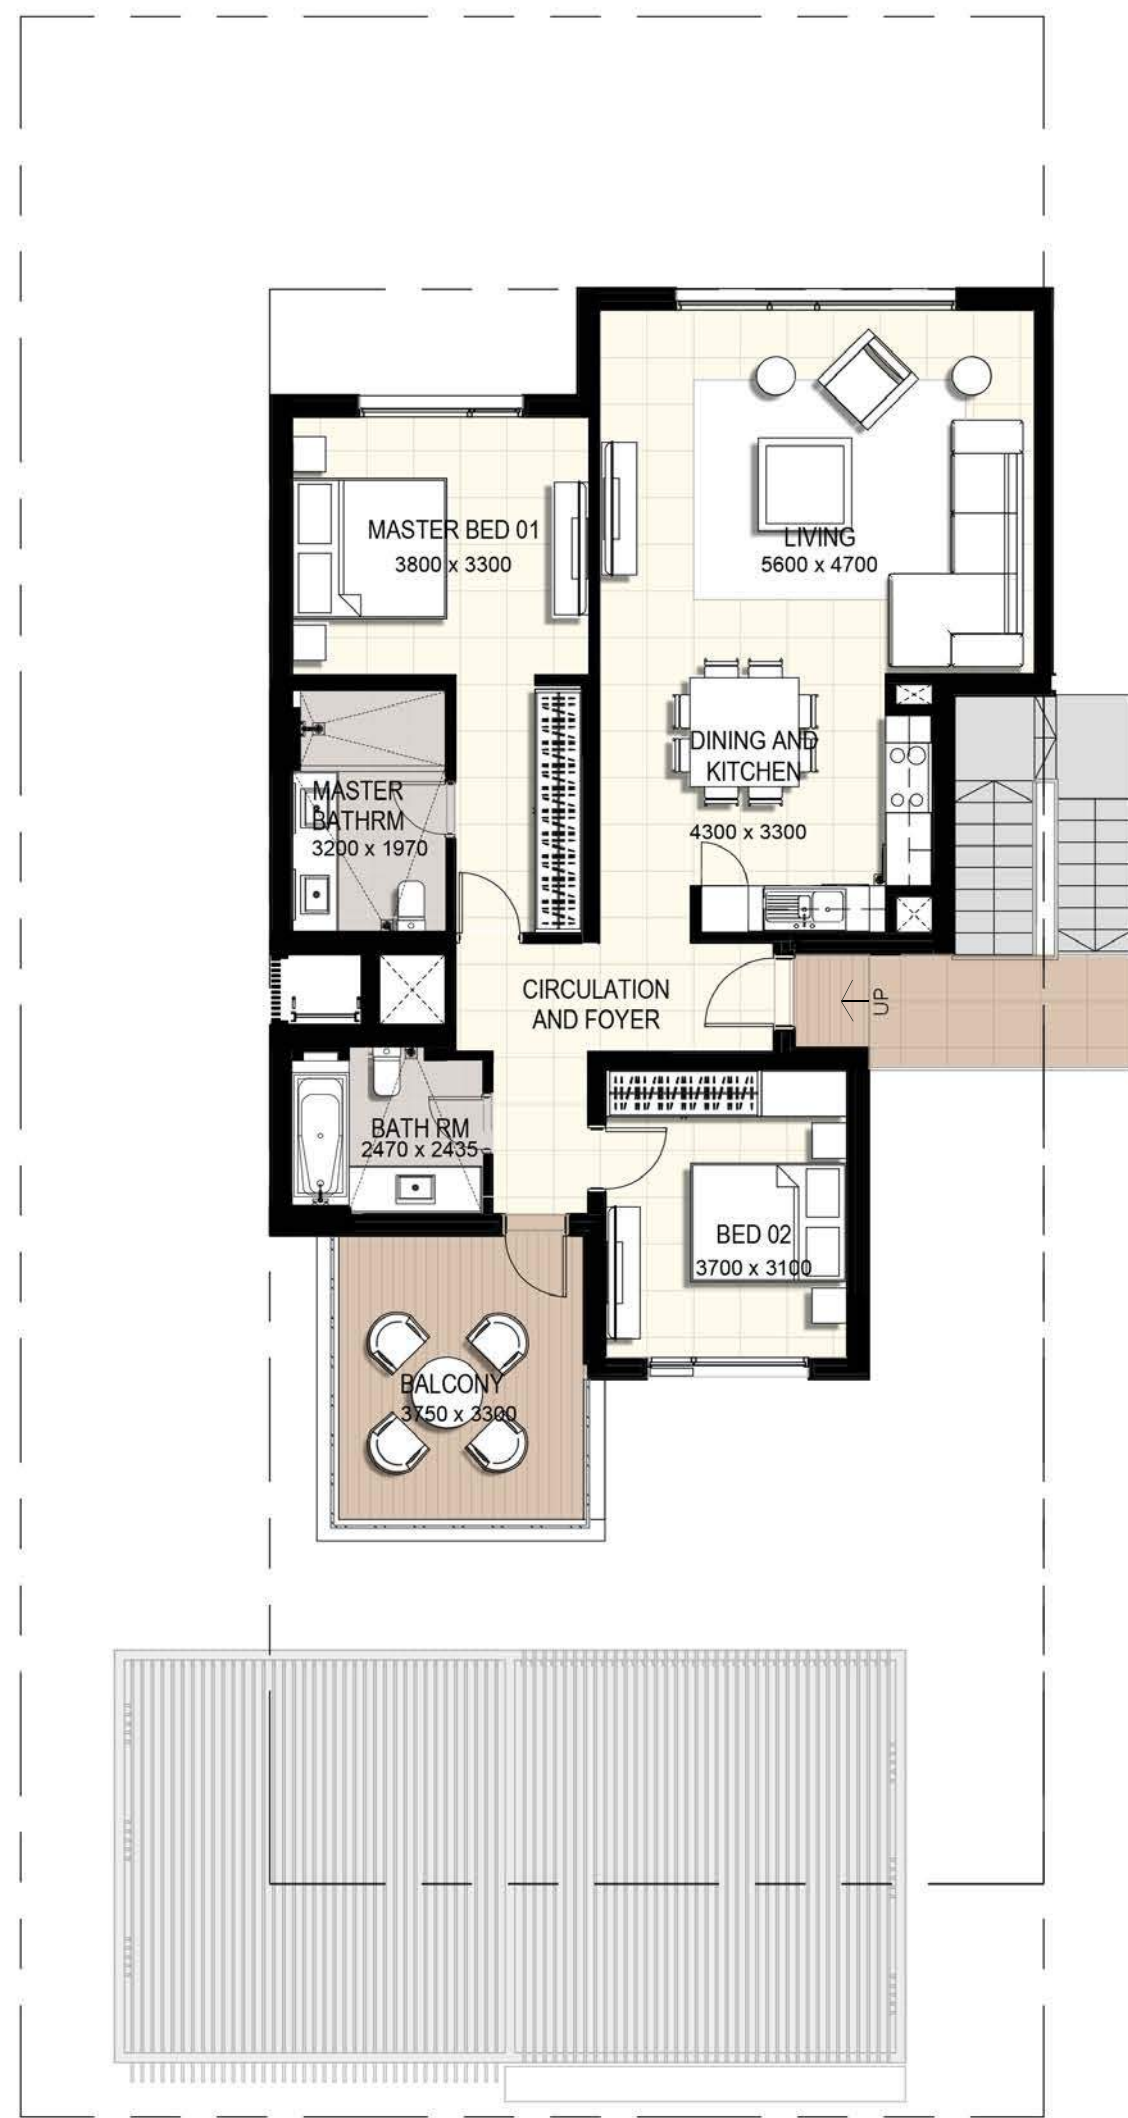 MASTER BED 01
3800 x 3300
LIVING
5600 x 4700
DINING AND
KITCHEN
4300 x 3300
MASTER
BATHRM
3200 x 1970
CIRCULATION
AND FOYER
UP
BATH RM
2470 x 2435
BED 02
3700 x 3100
BALCONY
3750 x 3300